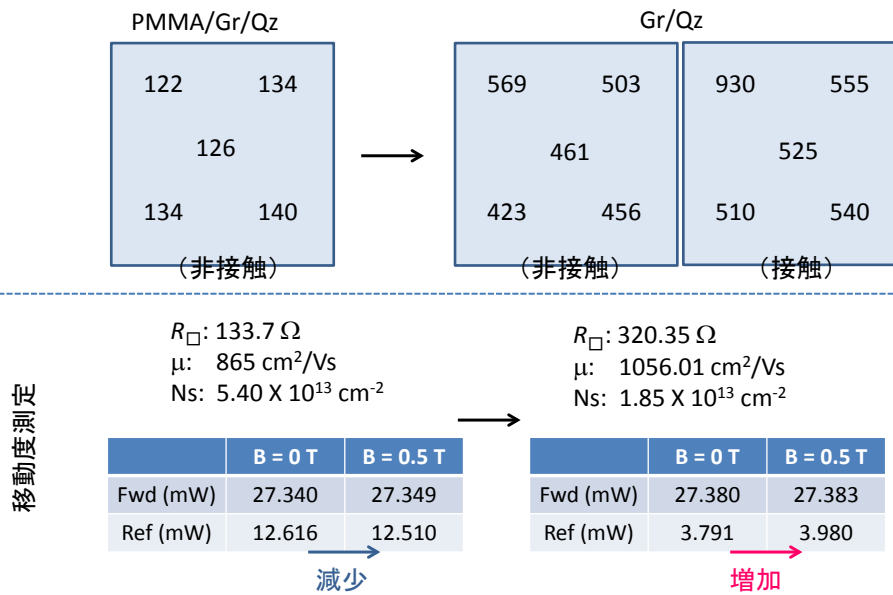 PMMA/Gr/Qz
Gr/Qz
122 134
126
134 140
(非接触)
569 503
461
423 456
(非接触)
930 555
525
510 540
(接触)
移動度測定
R□: 133.7 Ω
μ: 865 cm²/Vs
Ns: 5.40 X 10¹³ cm⁻²
B = 0 T B = 0.5 T
Fwd (mW) 27.340 27.349
Ref (mW) 12.616 12.510
減少
R□: 320.35 Ω
μ: 1056.01 cm²/Vs
Ns: 1.85 X 10¹³ cm⁻²
B = 0 T B = 0.5 T
Fwd (mW) 27.380 27.383
Ref (mW) 3.791 3.980
増加